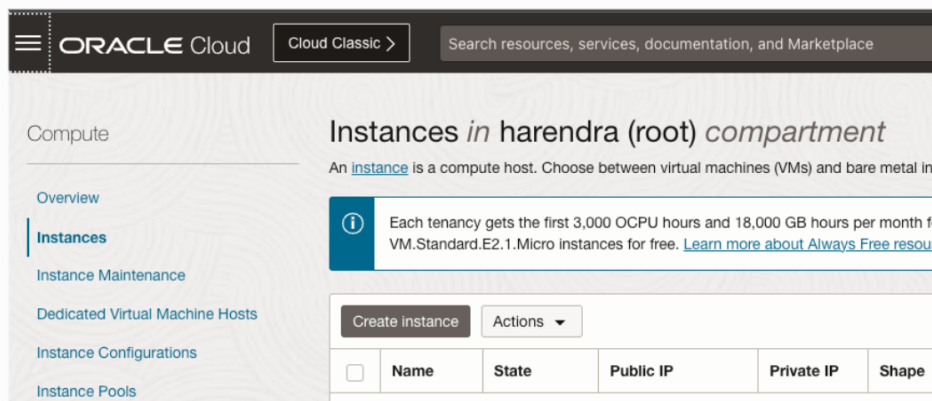 ORACLE Cloud
Cloud Classic >
Search resources, services, documentation, and Marketplace
Compute
Overview
Instances
Instance Maintenance
Dedicated Virtual Machine Hosts
Instance Configurations
Instance Pools
Instances in harendra (root) compartment
An instance is a compute host. Choose between virtual machines (VMs) and bare metal in
Each tenancy gets the first 3,000 OCPU hours and 18,000 GB hours per month f
VM.Standard.E2.1.Micro instances for free. Learn more about Always Free resou
Create instance
Actions
Name State Public IP Private IP Shape